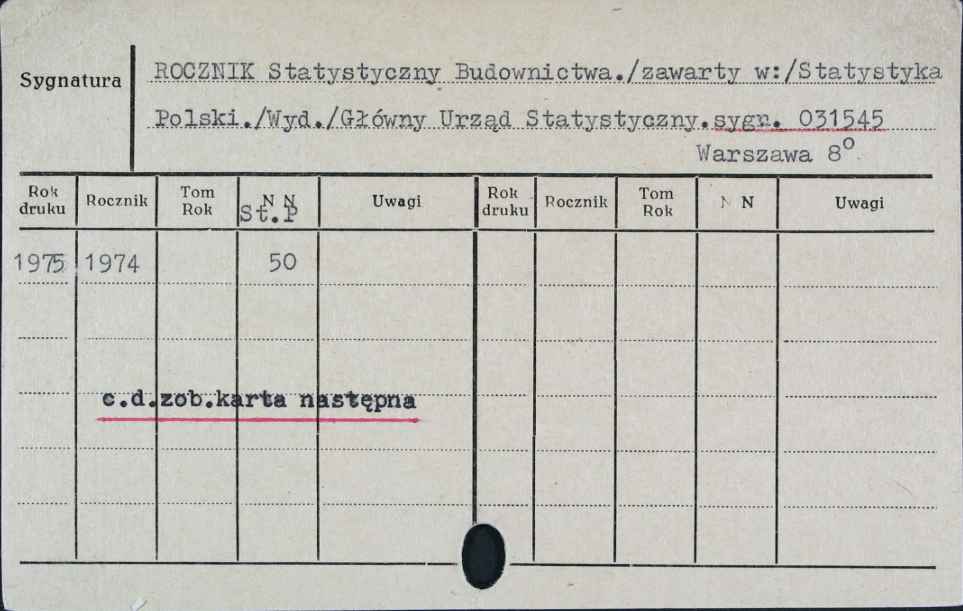 Sygnatura
ROCZNIK Statystyczny Budownictwa./zawarty w:/Statystyka
Polski./Wyd./Główny Urząd Statystyczny.sygn. 031545
Warszawa 8°
Rok druku Rocznik Tom Rok N N St.P Uwagi Rok druku Rocznik Tom Rok N N Uwagi
1975 1974 50
c.d.zob.karta następna